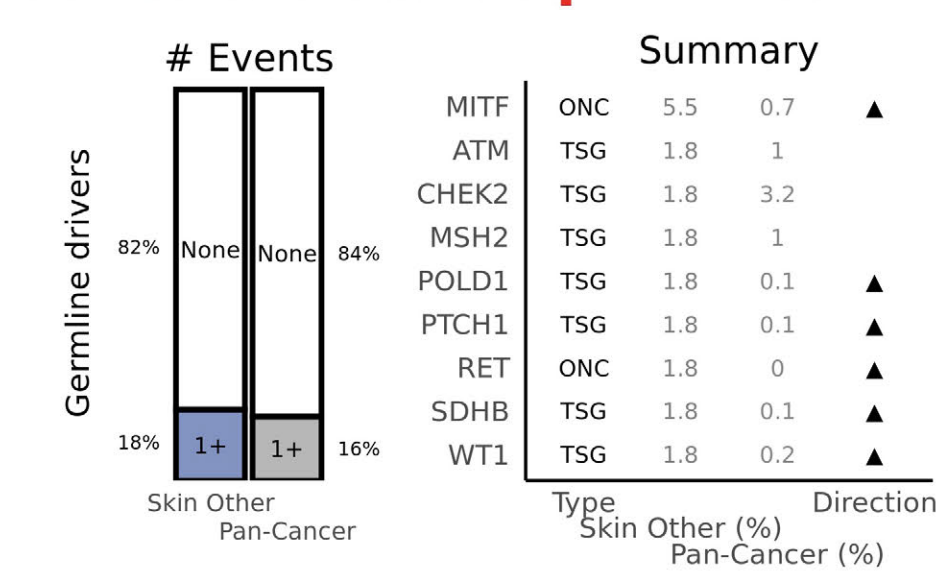 # Events
Germline drivers
82%
None
None
84%
18%
1+
1+
16%
Skin Other
Pan-Cancer
Summary
MITF ONC 5.5 0.7 ▲
ATM TSG 1.8 1
CHEK2 TSG 1.8 3.2
MSH2 TSG 1.8 1
POLD1 TSG 1.8 0.1 ▲
PTCH1 TSG 1.8 0.1 ▲
RET ONC 1.8 0 ▲
SDHB TSG 1.8 0.1 ▲
WT1 TSG 1.8 0.2 ▲
Type Direction
Skin Other (%)
Pan-Cancer (%)